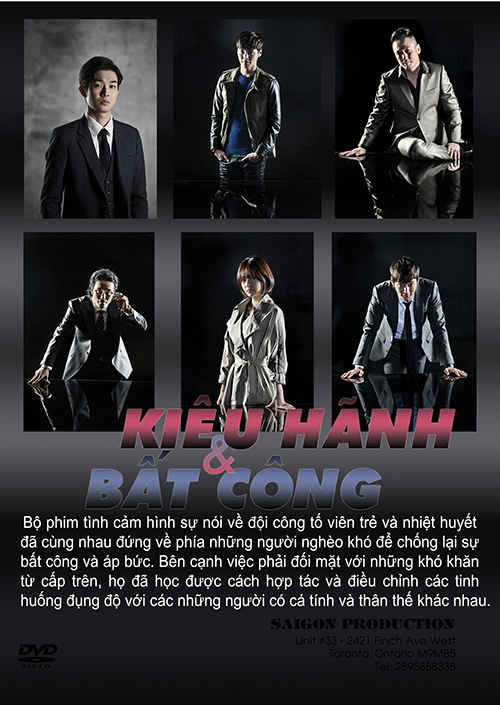 KIÊU HÃNH
&
BẤT CÔNG
Bộ phim tình cảm hình sự nói về đội công tố viên trẻ và nhiệt huyết
đã cùng nhau đứng về phía những người nghèo khó để chống lại sự
bất công và áp bức. Bên cạnh việc phải đối mặt với những khó khăn
từ cấp trên, họ đã học được cách hợp tác và điều chỉnh các tinh
huống đụng độ với các những người có cá tính và thân thế khác nhau.
SAIGON PRODUCTION
Unit #33 - 2421 Finch Ave West
Toronto, Ontario M9M8S
Tel: 2895888338
DVD
VIDEO